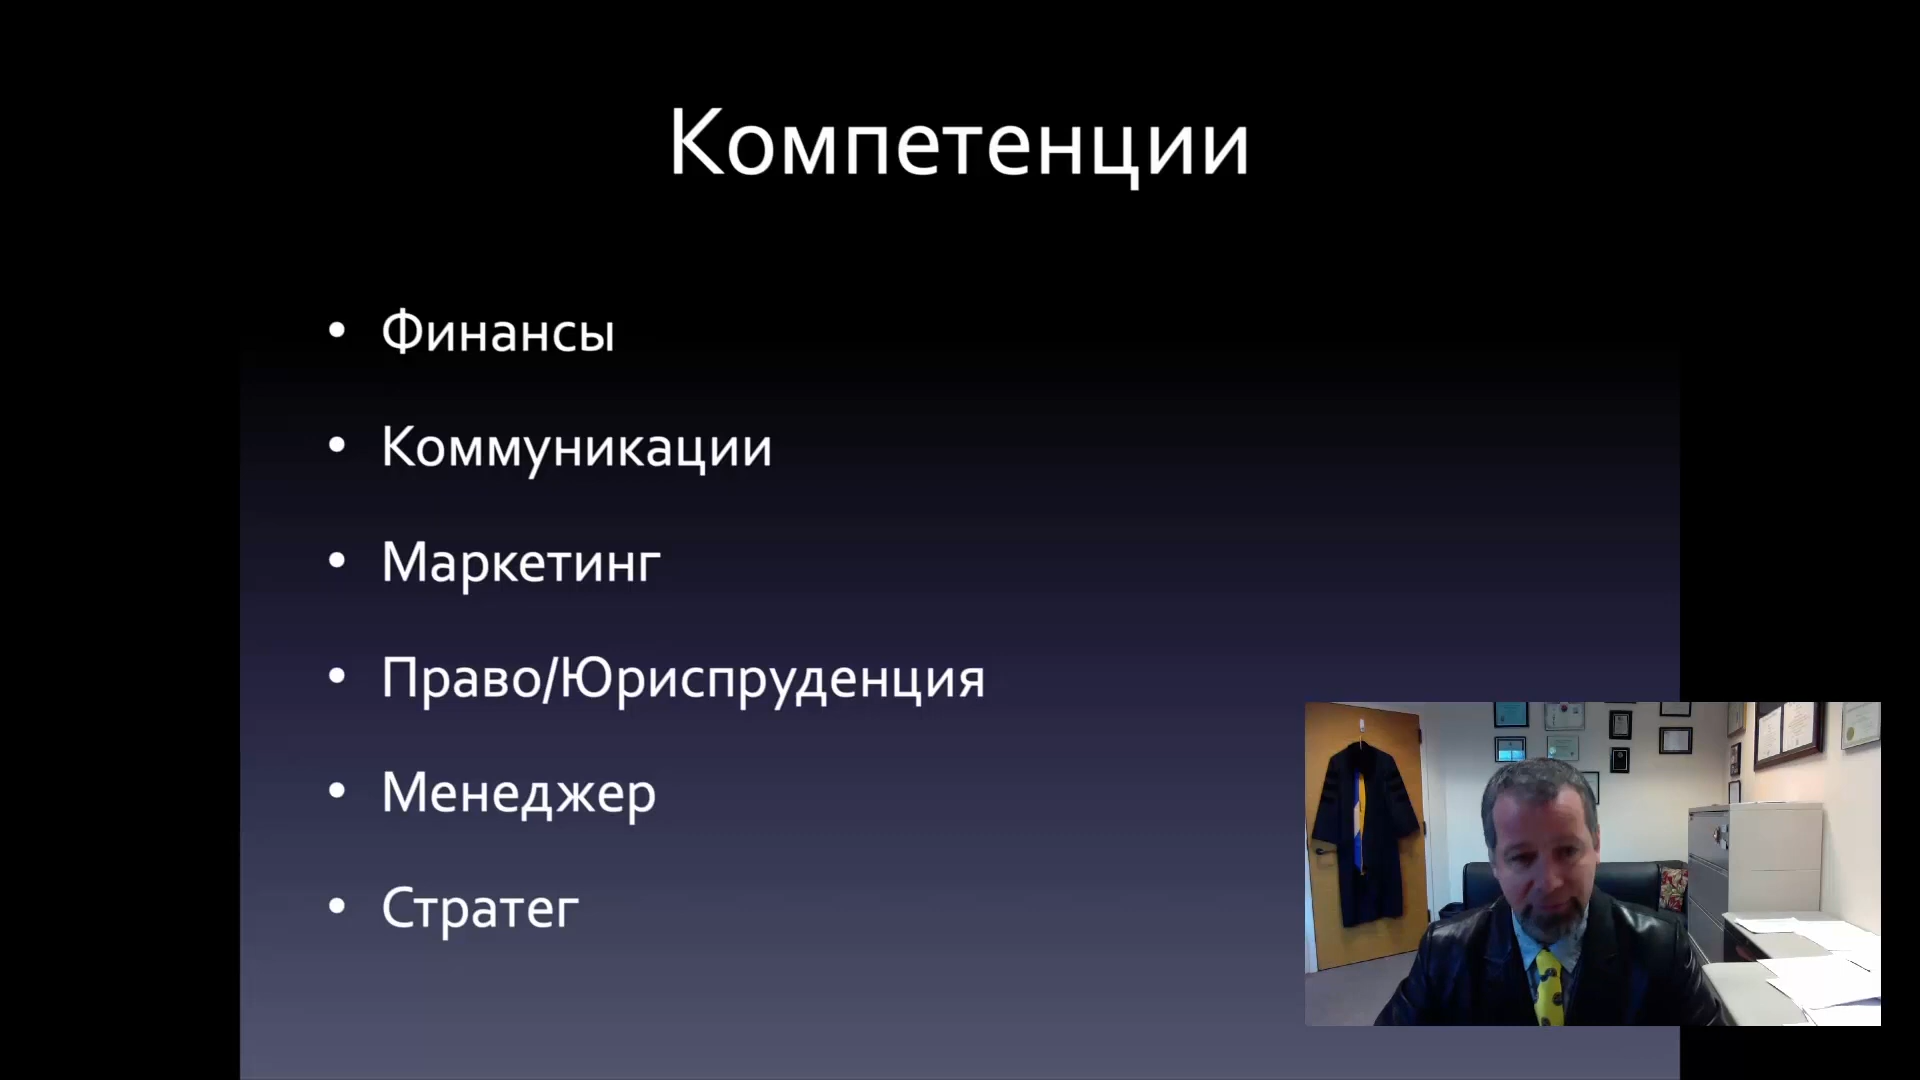 Компетенции
• Финансы
• Коммуникации
• Маркетинг
• Право/Юриспруденция
• Менеджер
• Стратег